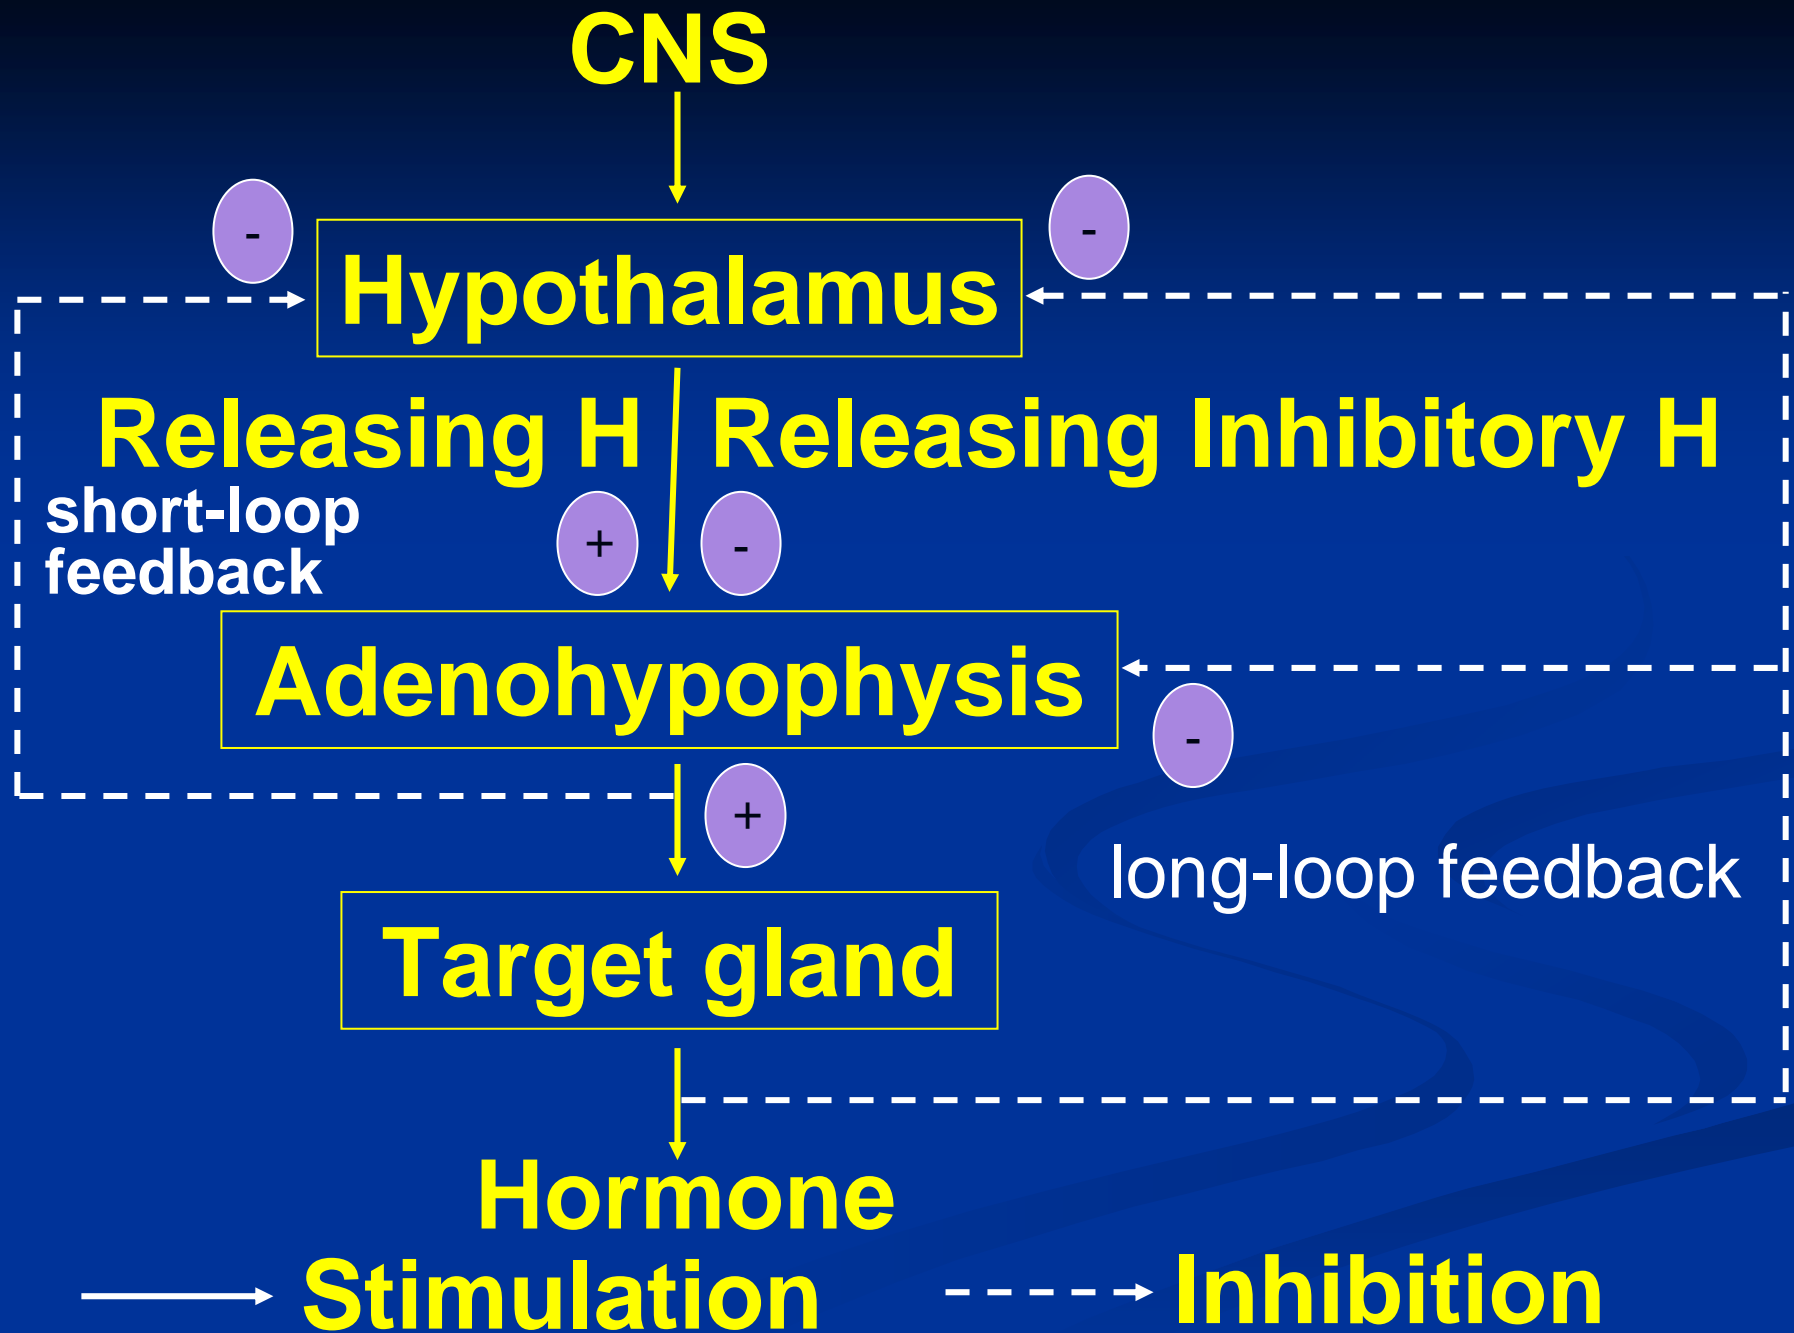 CNS
-
-
Hypothalamus
Releasing H
Releasing Inhibitory H
short-loop
feedback
+
-
Adenohypophysis
-
+
long-loop feedback
Target gland
Hormone
Stimulation
Inhibition